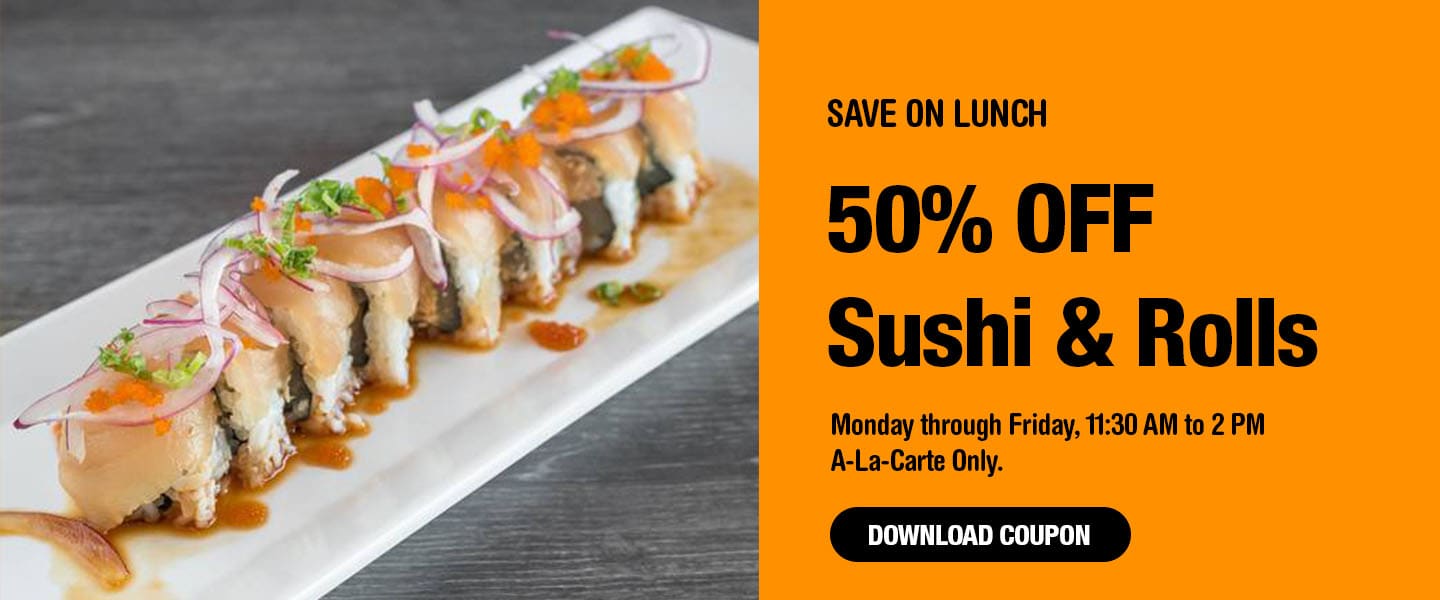 SAVE ON LUNCH
50% OFF
Sushi & Rolls
Monday through Friday, 11:30 AM to 2 PM
A-La-Carte Only.
DOWNLOAD COUPON